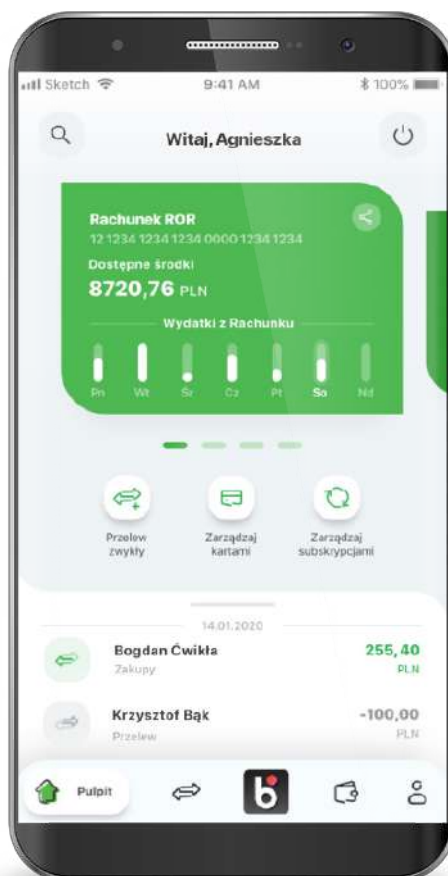 Sketch 9:41 AM 100%
Witaj, Agnieszka
Rachunek ROR
12 1234 1234 1234 0000 1234 1234
Dostępne środki
8720,76 PLN
Wydatki z Rachunku
Pn Wt Śr Cz Pt So Nd
Przelew zwykły
Zarządzaj kartami
Zarządzaj subskrypcjami
14.01.2020
Bogdan Ćwikła 255,40
Zakupy PLN
Krzysztof Bąk -100,00
Przelew PLN
Pulpit b